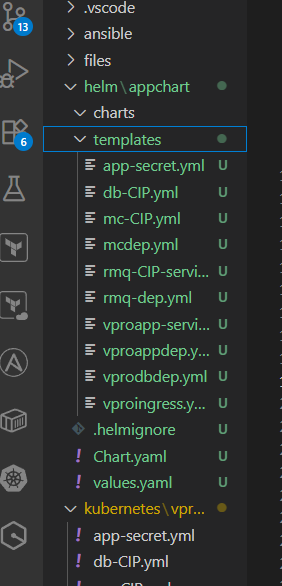 .vscode
13
ansible
files
helm\appchart
6
charts
templates
app-secret.yml U
db-CIP.yml U
mc-CIP.yml U
mcdep.yml U
rmq-CIP-servi... U
rmq-dep.yml U
vproapp-servi... U
vproappdep.y... U
vprodbdep.yml U
vproingress.y... U
.helmignore U
! Chart.yaml U
! values.yaml U
kubernetes\vpr...
! app-secret.yml
! db-CIP.yml